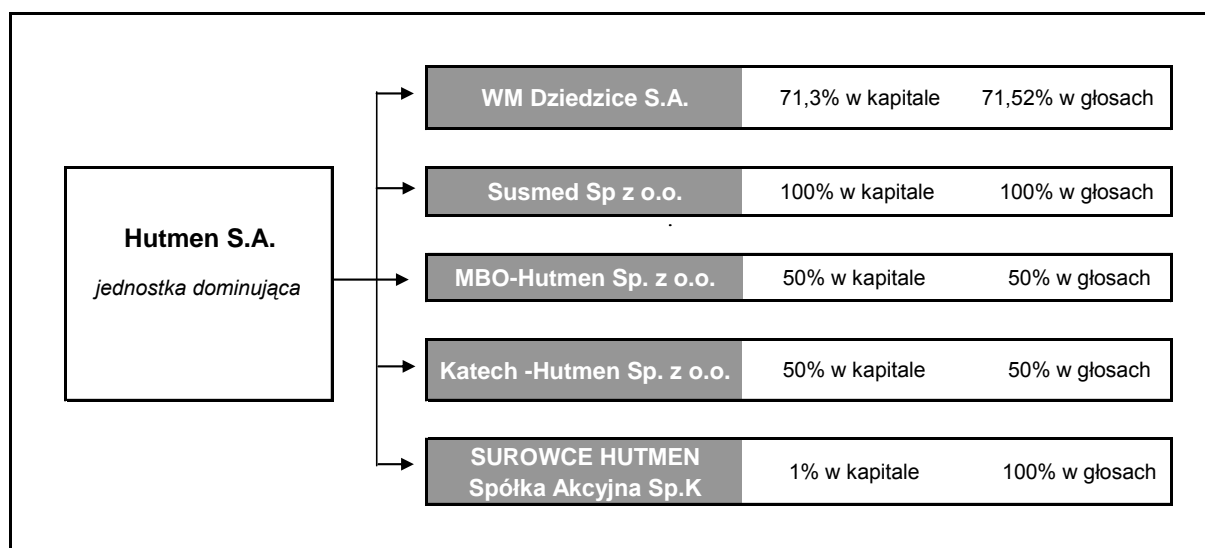 WM Dziedzice S.A. 71,3% w kapitale 71,52% w głosach
Susmed Sp z o.o. 100% w kapitale 100% w głosach
.
Hutmen S.A.
jednostka dominująca
MBO-Hutmen Sp. z o.o. 50% w kapitale 50% w głosach
Katech -Hutmen Sp. z o.o. 50% w kapitale 50% w głosach
SUROWCE HUTMEN
Spółka Akcyjna Sp.K 1% w kapitale 100% w głosach